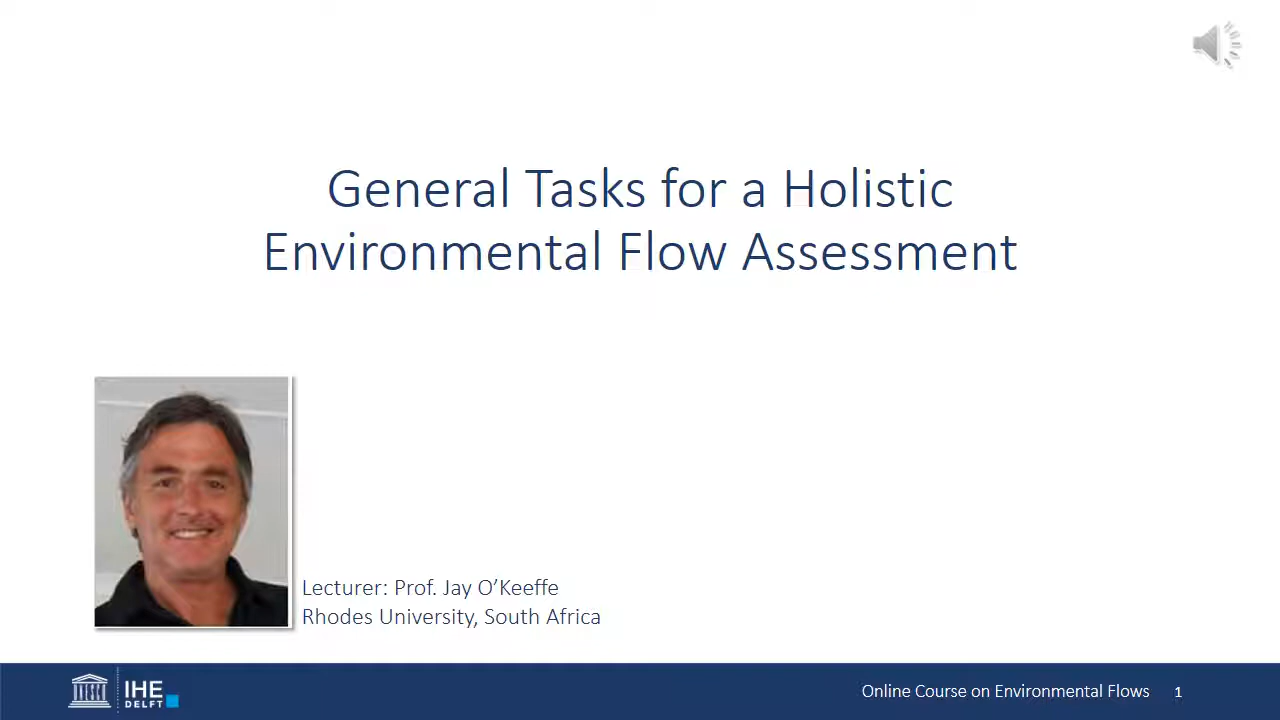 General Tasks for a Holistic
Environmental Flow Assessment
Lecturer: Prof. Jay O’Keeffe
Rhodes University, South Africa
UNESCO
IHE
DELFT
Online Course on Environmental Flows 1